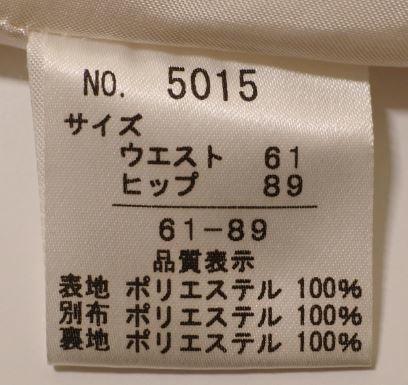 NO. 5015
サイズ
ウエスト 61
ヒップ 89
61-89
品質表示
表地 ポリエステル 100%
別布 ポリエステル 100%
裏地 ポリエステル 100%